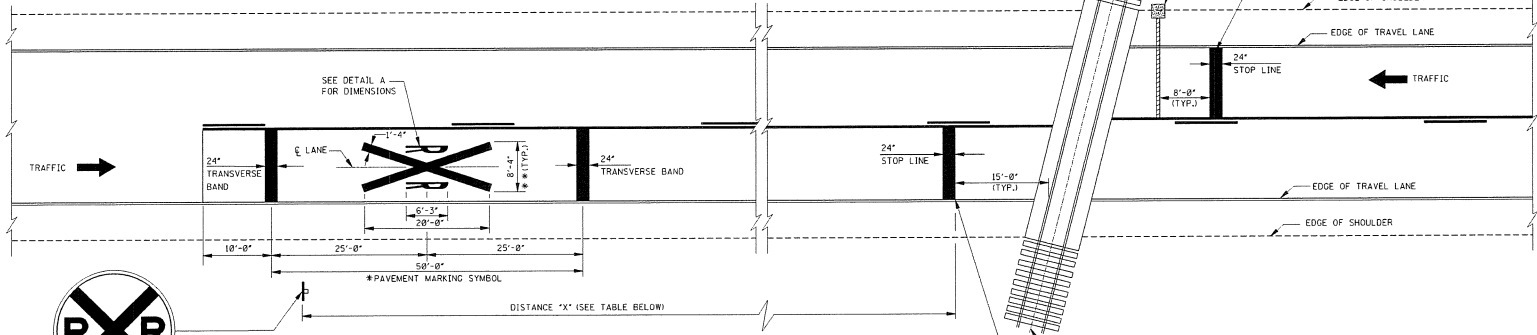 EDGE OF TRAVEL LANE
24"
STOP LINE
TRAFFIC
8'-0"
(TYP.)
SEE DETAIL A
FOR DIMENSIONS
1'-4"
℄ LANE
R R
8'-4"
**(TYP.)
TRAFFIC
24"
TRANSVERSE
BAND
24"
TRANSVERSE BAND
24"
STOP LINE
15'-0"
(TYP.)
6'-3"
20'-0"
EDGE OF TRAVEL LANE
EDGE OF SHOULDER
10'-0"
25'-0"
25'-0"
50'-0"
*PAVEMENT MARKING SYMBOL
DISTANCE "X" (SEE TABLE BELOW)
R R